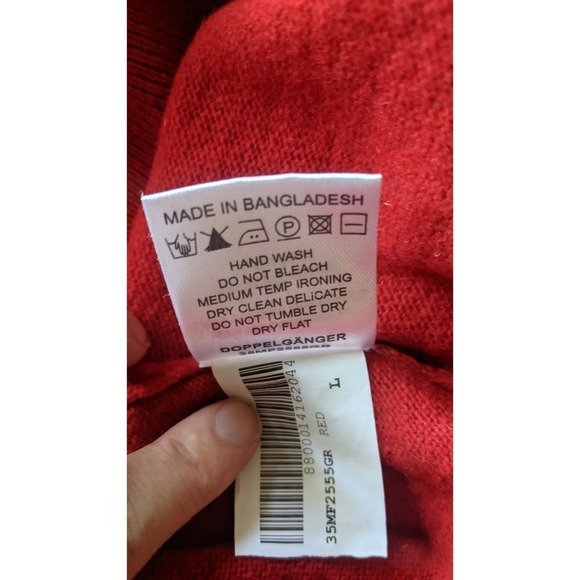 MADE IN BANGLADESH
P
HAND WASH
DO NOT BLEACH
MEDIUM TEMP IRONING
DRY CLEAN DELiCATE
DO NOT TUMBLE DRY
DRY FLAT
DOPPELGÄNGER
35MF2555GR
8800014162044
35MF2555GR RED L